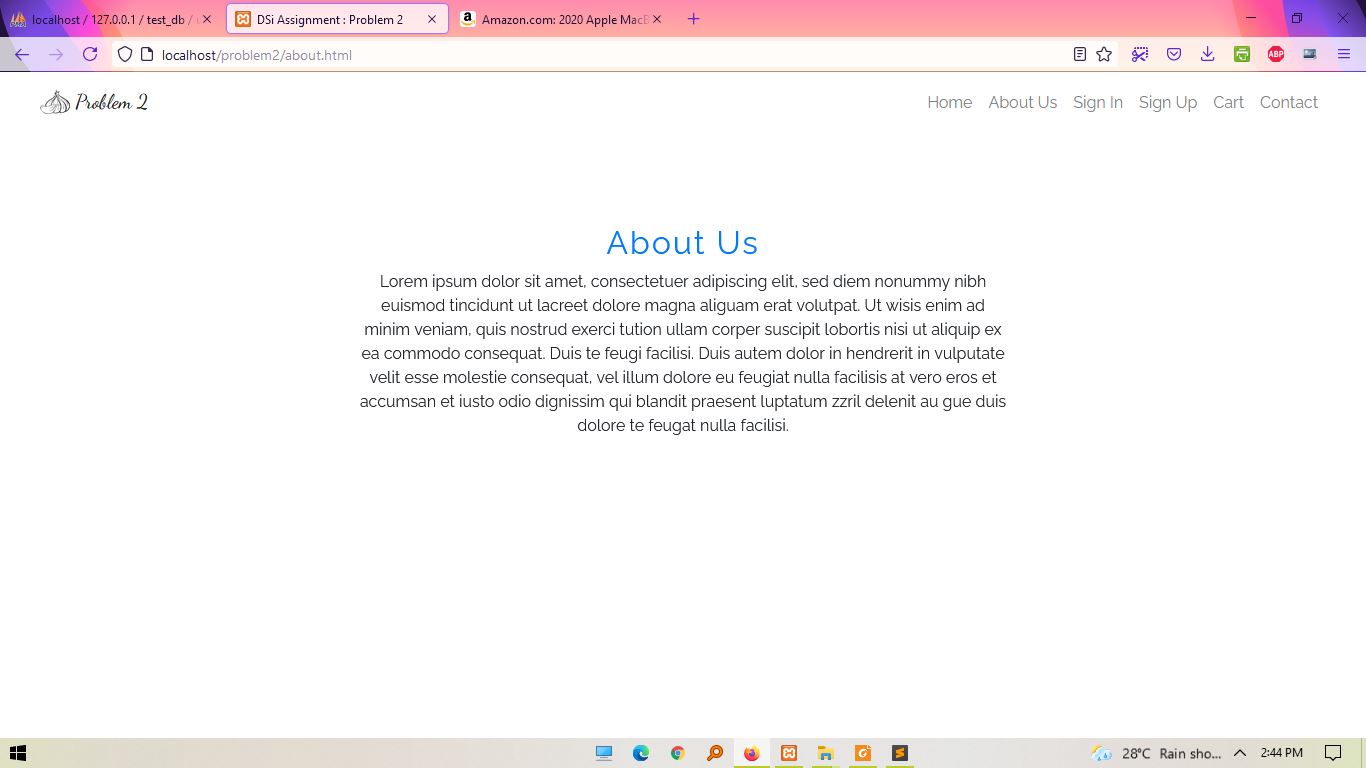 localhost / 127.0.0.1 / test_db /
DSi Assignment : Problem 2
Amazon.com: 2020 Apple MacB
localhost/problem2/about.html
ABP
Problem 2
Home About Us Sign In Sign Up Cart Contact
About Us
Lorem ipsum dolor sit amet, consectetuer adipiscing elit, sed diem nonummy nibh
euismod tincidunt ut lacreet dolore magna aliguam erat volutpat. Ut wisis enim ad
minim veniam, quis nostrud exerci tution ullam corper suscipit lobortis nisi ut aliquip ex
ea commodo consequat. Duis te feugi facilisi. Duis autem dolor in hendrerit in vulputate
velit esse molestie consequat, vel illum dolore eu feugiat nulla facilisis at vero eros et
accumsan et iusto odio dignissim qui blandit praesent luptatum zzril delenit au gue duis
dolore te feugat nulla facilisi.
28°C Rain sho...
2:44 PM